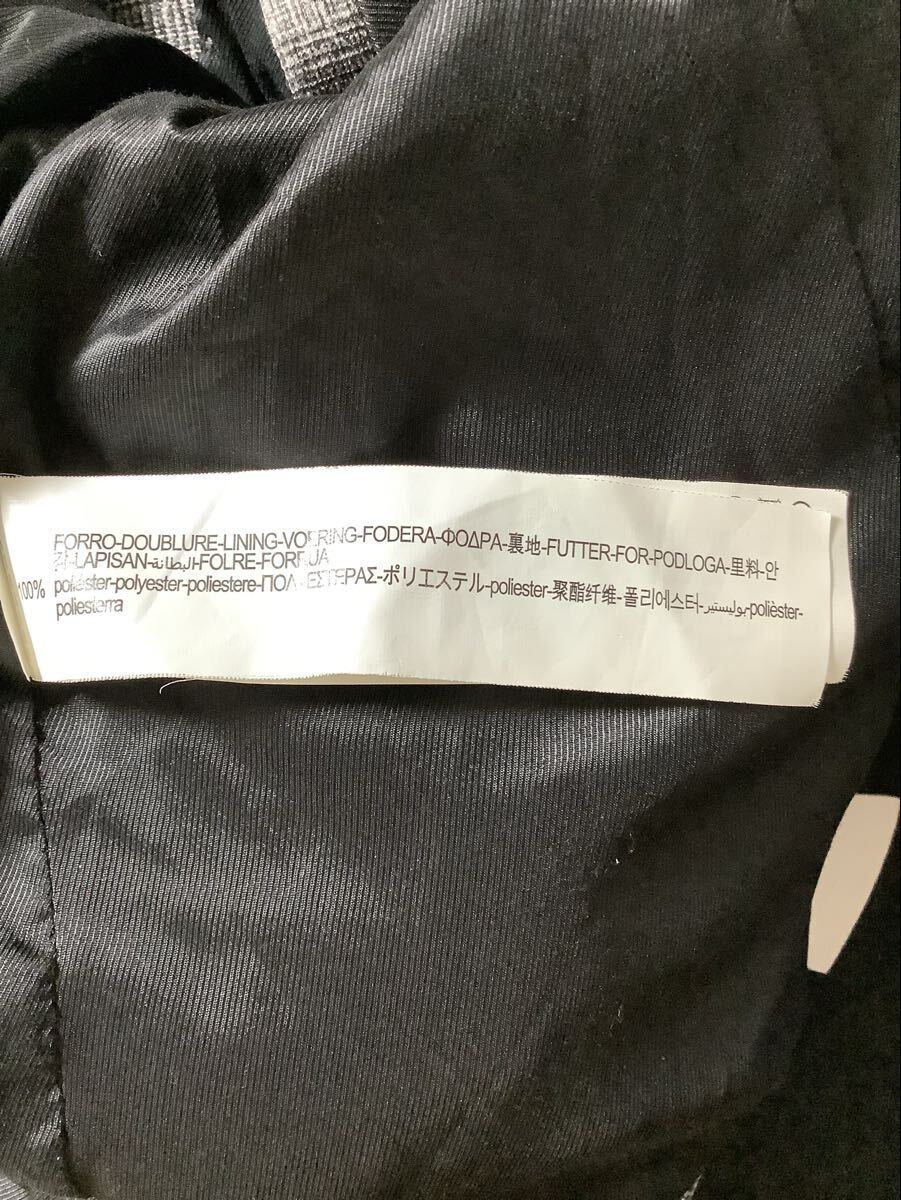 FORRO-DOUBLURE-LINING-VOERING-FODERA-ΦΟΔΡΑ-裏地-FUTTER-FOR-PODLOGA-里料-안
감-LAPISAN-البطانة-FOLRE-FORRUA
100% poliéster-polyester-poliestere-ΠΟΛΥΕΣΤΕΡΑΣ-ポリエステル-poliester-聚酯纤维-폴리에스터-بوليستير-polièster-
poliesterra